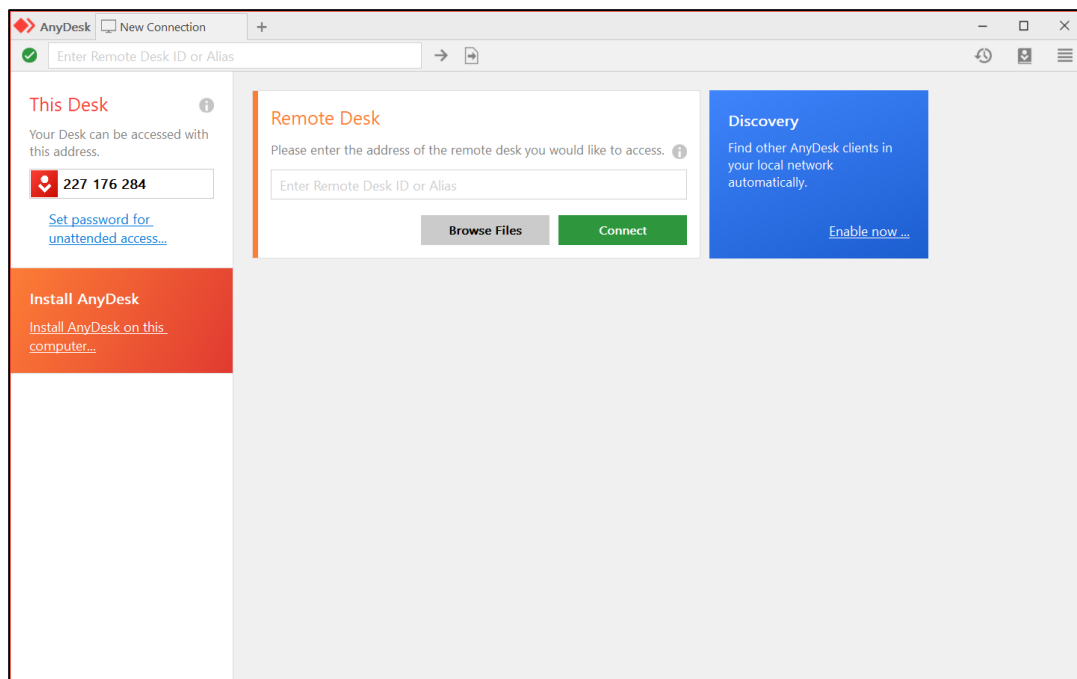 AnyDesk New Connection
Enter Remote Desk ID or Alias
This Desk
Your Desk can be accessed with
this address.
227 176 284
Set password for
unattended access...
Install AnyDesk
Install AnyDesk on this
computer...
Remote Desk
Please enter the address of the remote desk you would like to access.
Enter Remote Desk ID or Alias
Browse Files Connect
Discovery
Find other AnyDesk clients in
your local network
automatically.
Enable now ...